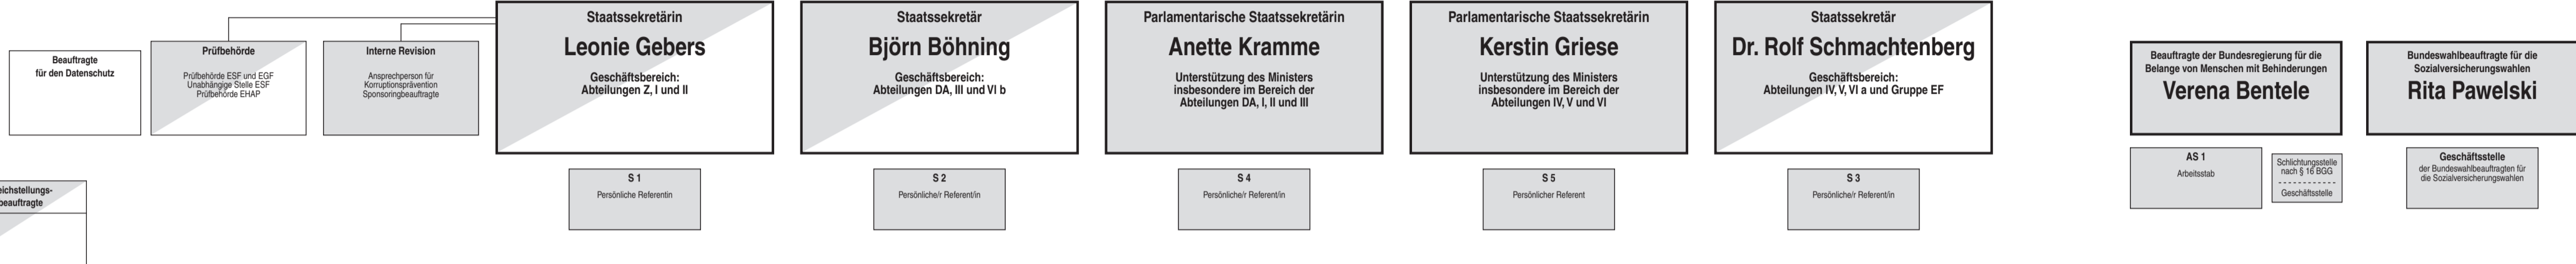 Beauftragte
für den Datenschutz
Prüfbehörde
Prüfbehörde ESF und EGF
Unabhängige Stelle ESF
Prüfbehörde EHAP
Interne Revision
Ansprechperson für
Korruptionsprävention
Sponsoringbeauftragte
Staatssekretärin
Leonie Gebers
Geschäftsbereich:
Abteilungen Z, I und II
Staatssekretär
Björn Böhning
Geschäftsbereich:
Abteilungen DA, III und VI b
Parlamentarische Staatssekretärin
Anette Kramme
Unterstützung des Ministers
insbesondere im Bereich der
Abteilungen DA, I, II und III
Parlamentarische Staatssekretärin
Kerstin Griese
Unterstützung des Ministers
insbesondere im Bereich der
Abteilungen IV, V und VI
Staatssekretär
Dr. Rolf Schmachtenberg
Geschäftsbereich:
Abteilungen IV, V, VI a und Gruppe EF
Beauftragte der Bundesregierung für die
Belange von Menschen mit Behinderungen
Verena Bentele
Bundeswahlbeauftragte für die
Sozialversicherungswahlen
Rita Pawelski
eichstellungs-
beauftragte
S 1
Persönliche Referentin
S 2
Persönliche/r Referent/in
S 4
Persönliche/r Referent/in
S 5
Persönlicher Referent
S 3
Persönliche/r Referent/in
AS 1
Arbeitsstab
Schlichtungsstelle
nach § 16 BGG
Geschäftsstelle
Geschäftsstelle
der Bundeswahlbeauftragten für
die Sozialversicherungswahlen